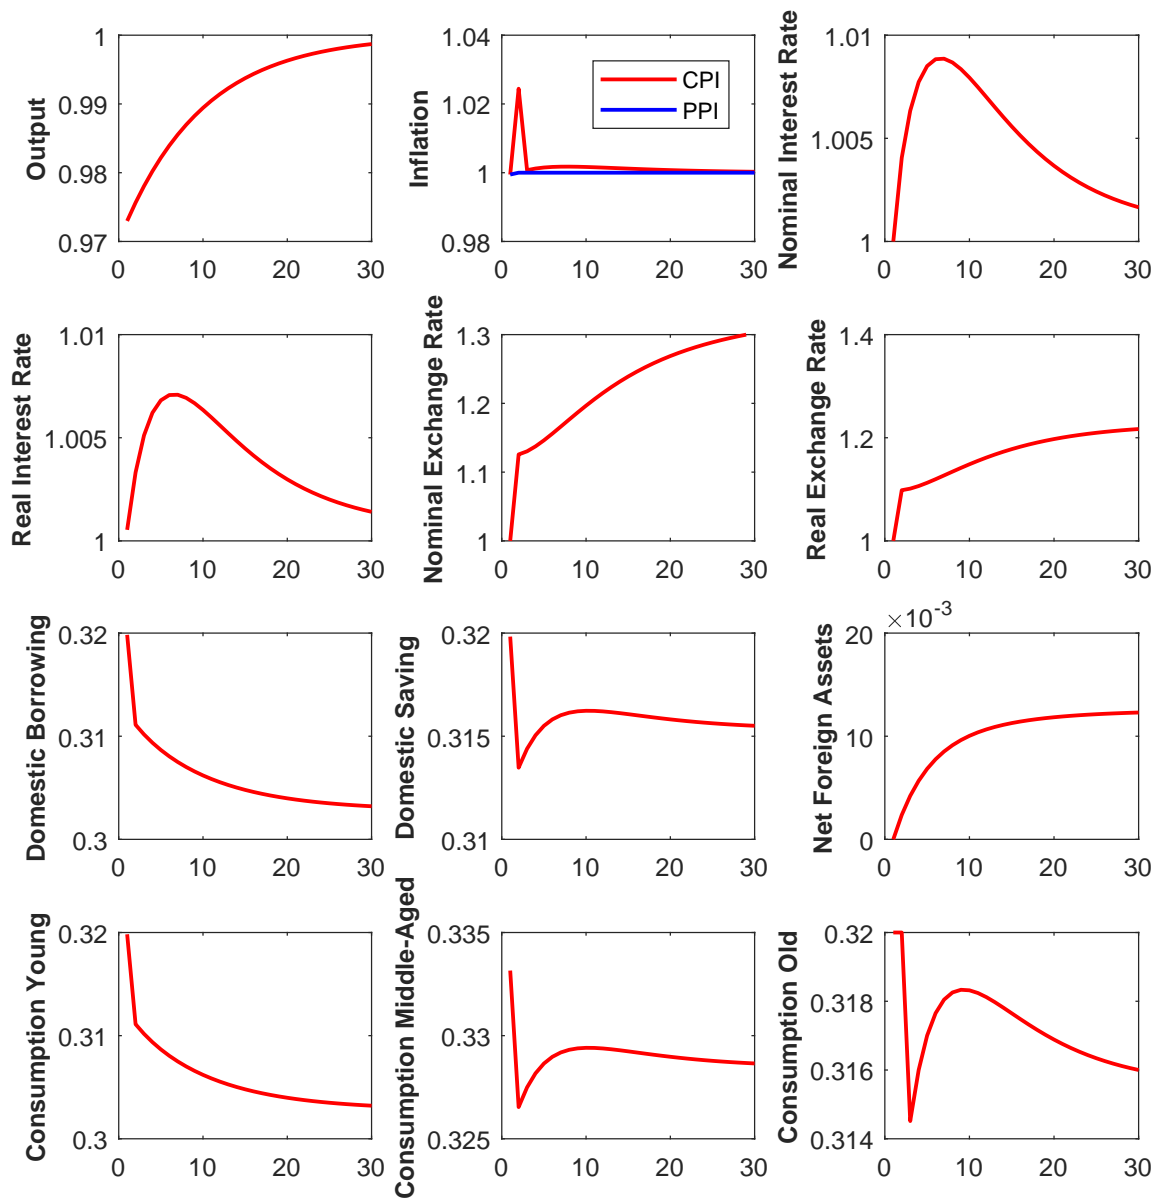 Output
1
0.99
0.98
0.97
0 10 20 30
Inflation
1.04
1.02
1
0.98
CPI
PPI
0 10 20 30
Nominal Interest Rate
1.01
1.005
1
0 10 20 30
Real Interest Rate
1.01
1.005
1
0 10 20 30
Nominal Exchange Rate
1.3
1.2
1.1
1
0 10 20 30
Real Exchange Rate
1.4
1.2
1
0 10 20 30
Domestic Borrowing
0.32
0.31
0.3
0 10 20 30
Domestic Saving
0.32
0.315
0.31
0 10 20 30
Net Foreign Assets
×10⁻³
20
10
0
0 10 20 30
Consumption Young
0.32
0.31
0.3
0 10 20 30
Consumption Middle-Aged
0.335
0.33
0.325
0 10 20 30
Consumption Old
0.32
0.318
0.316
0.314
0 10 20 30